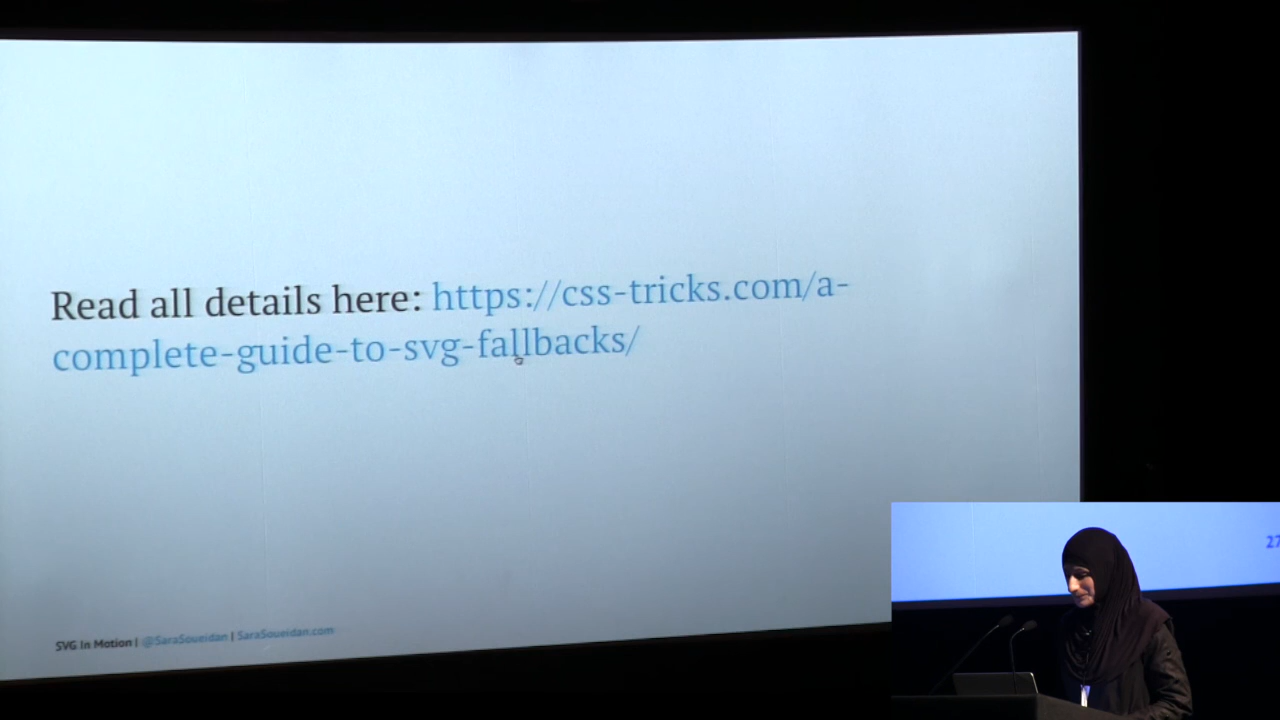 Read all details here: https://css-tricks.com/a-
complete-guide-to-svg-fallbacks/
SVG In Motion | @SaraSoueidan | SaraSoueidan.com
27